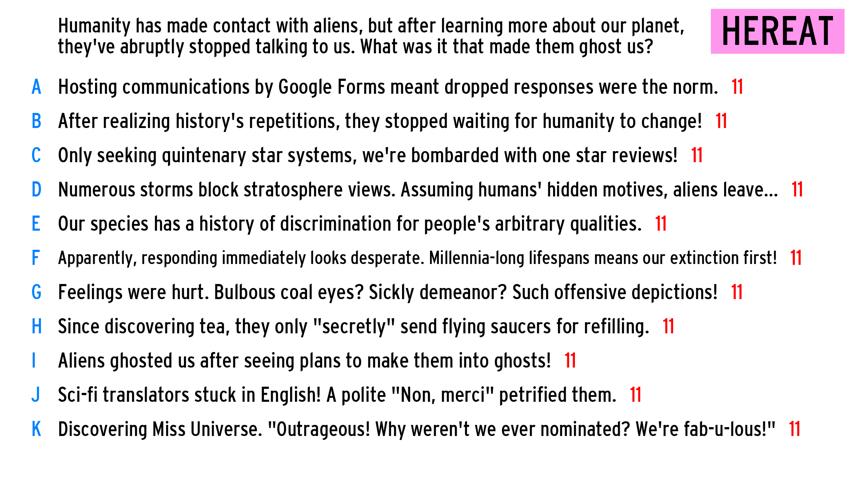 Humanity has made contact with aliens, but after learning more about our planet,
they've abruptly stopped talking to us. What was it that made them ghost us?
HEREAT
A Hosting communications by Google Forms meant dropped responses were the norm. 11
B After realizing history's repetitions, they stopped waiting for humanity to change! 11
C Only seeking quintenary star systems, we're bombarded with one star reviews! 11
D Numerous storms block stratosphere views. Assuming humans' hidden motives, aliens leave... 11
E Our species has a history of discrimination for people's arbitrary qualities. 11
F Apparently, responding immediately looks desperate. Millennia-long lifespans means our extinction first! 11
G Feelings were hurt. Bulbous coal eyes? Sickly demeanor? Such offensive depictions! 11
H Since discovering tea, they only "secretly" send flying saucers for refilling. 11
I Aliens ghosted us after seeing plans to make them into ghosts! 11
J Sci-fi translators stuck in English! A polite "Non, merci" petrified them. 11
K Discovering Miss Universe. "Outrageous! Why weren't we ever nominated? We're fab-u-lous!" 11